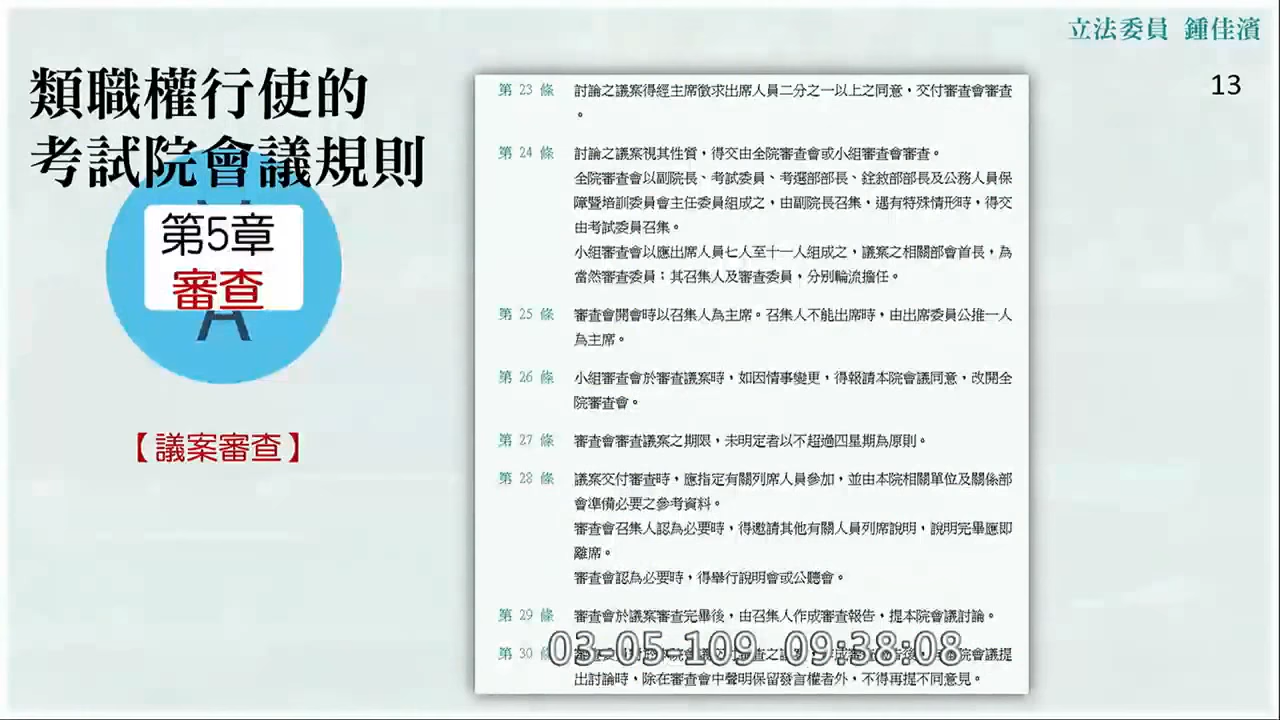 立法委員 鍾佳濱
13
類職權行使的
考試院會議規則
第5章
審查
【議案審查】
第 23 條 討論之議案得經主席徵求出席人員二分之一以上之同意，交付審查會審查
。
第 24 條 討論之議案視其性質，得交由全院審查會或小組審查會審查。
全院審查會以副院長、考試委員、考選部部長、銓敘部部長及公務人員保
障暨培訓委員會主任委員組成之，由副院長召集，遇有特殊情形時，得交
由考試委員召集。
小組審查會以應出席人員七人至十一人組成之，議案之相關部會首長，為
當然審查委員；其召集人及審查委員，分別輪流擔任。
第 25 條 審查會開會時以召集人為主席。召集人不能出席時，由出席委員公推一人
為主席。
第 26 條 小組審查會於審查議案時，如因情事變更，得報請本院會議同意，改開全
院審查會。
第 27 條 審查會審查議案之期限，未明定者以不超過四星期為原則。
第 28 條 議案交付審查時，應指定有關列席人員參加，並由本院相關單位及關係部
會準備必要之參考資料。
審查會召集人認為必要時，得邀請其他有關人員列席說明，說明完畢應即
離席。
審查會認為必要時，得舉行說明會或公聽會。
第 29 條 審查會於議案審查完畢後，由召集人作成審查報告，提本院會議討論。
03-05-109 09:38:08
第 30 會議提
出討論時，除在審查會中聲明保留發言權者外，不得再提不同意見。